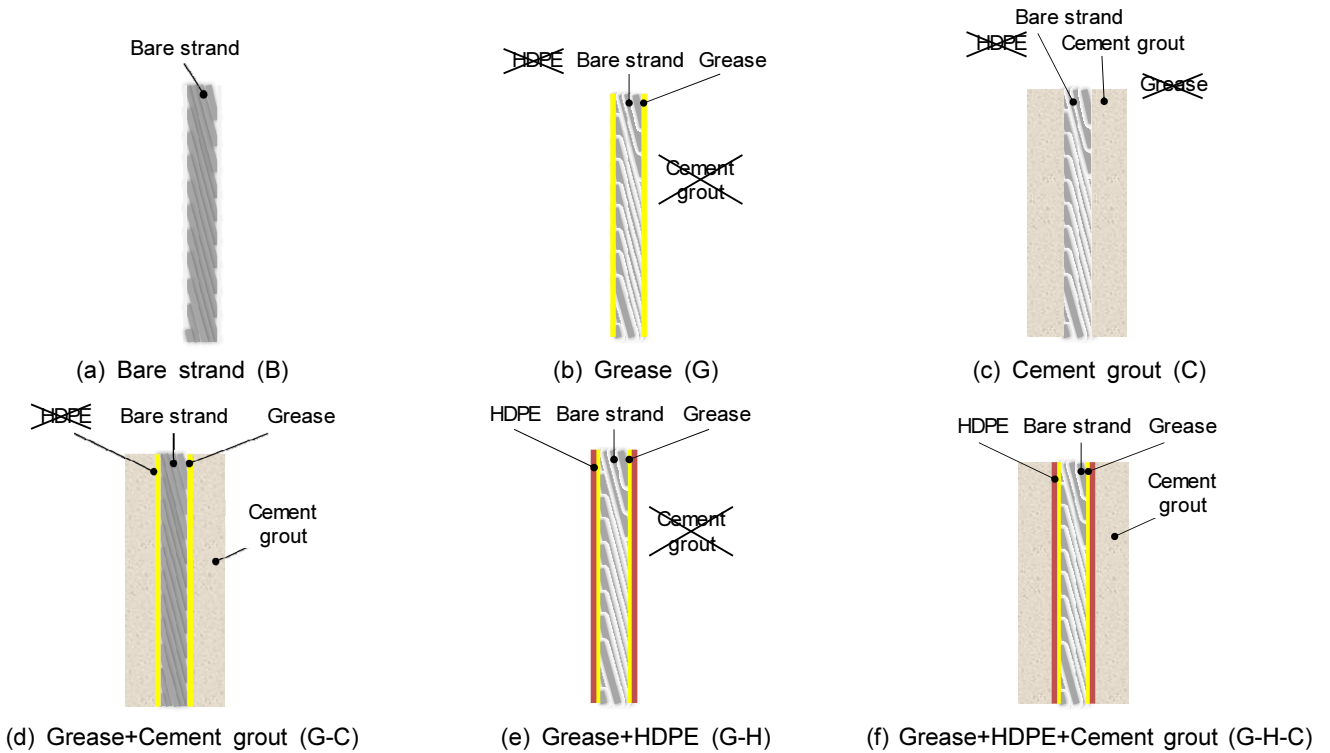 Bare strand
(a) Bare strand (B)
HDPE Bare strand Grease
Cement
grout
(b) Grease (G)
Bare strand
HDPE Cement grout
Grease
(c) Cement grout (C)
HDPE Bare strand Grease
Cement
grout
(d) Grease+Cement grout (G-C)
HDPE Bare strand Grease
Cement
grout
(e) Grease+HDPE (G-H)
HDPE Bare strand Grease
Cement
grout
(f) Grease+HDPE+Cement grout (G-H-C)